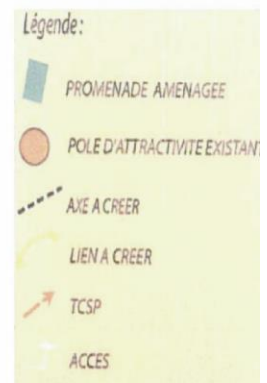 Légende:
PROMENADE AMENAGEE
POLE D'ATTRACTIVITE EXISTANT
AXE A CREER
LIEN A CREER
TCSP
ACCES